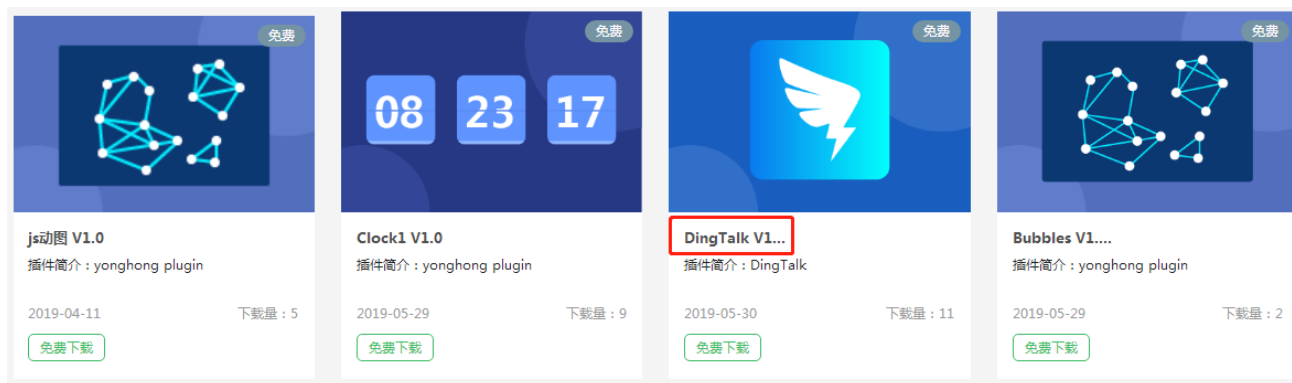 免费
js动图 V1.0
插件简介：yonghong plugin
2019-04-11 下载量：5
免费下载
免费
08 23 17
Clock1 V1.0
插件简介：yonghong plugin
2019-05-29 下载量：9
免费下载
免费
DingTalk V1...
插件简介：DingTalk
2019-05-30 下载量：11
免费下载
免费
Bubbles V1....
插件简介：yonghong plugin
2019-05-29 下载量：2
免费下载